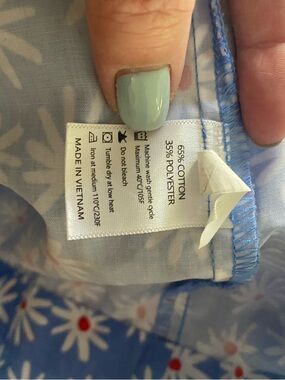 65% COTTON
35% POLYESTER
Machine wash gentle cycle
Maximum 40°C/105F
Do not bleach
Tumble dry at low heat
Iron at medium 110°C/230F
MADE IN VIETNAM